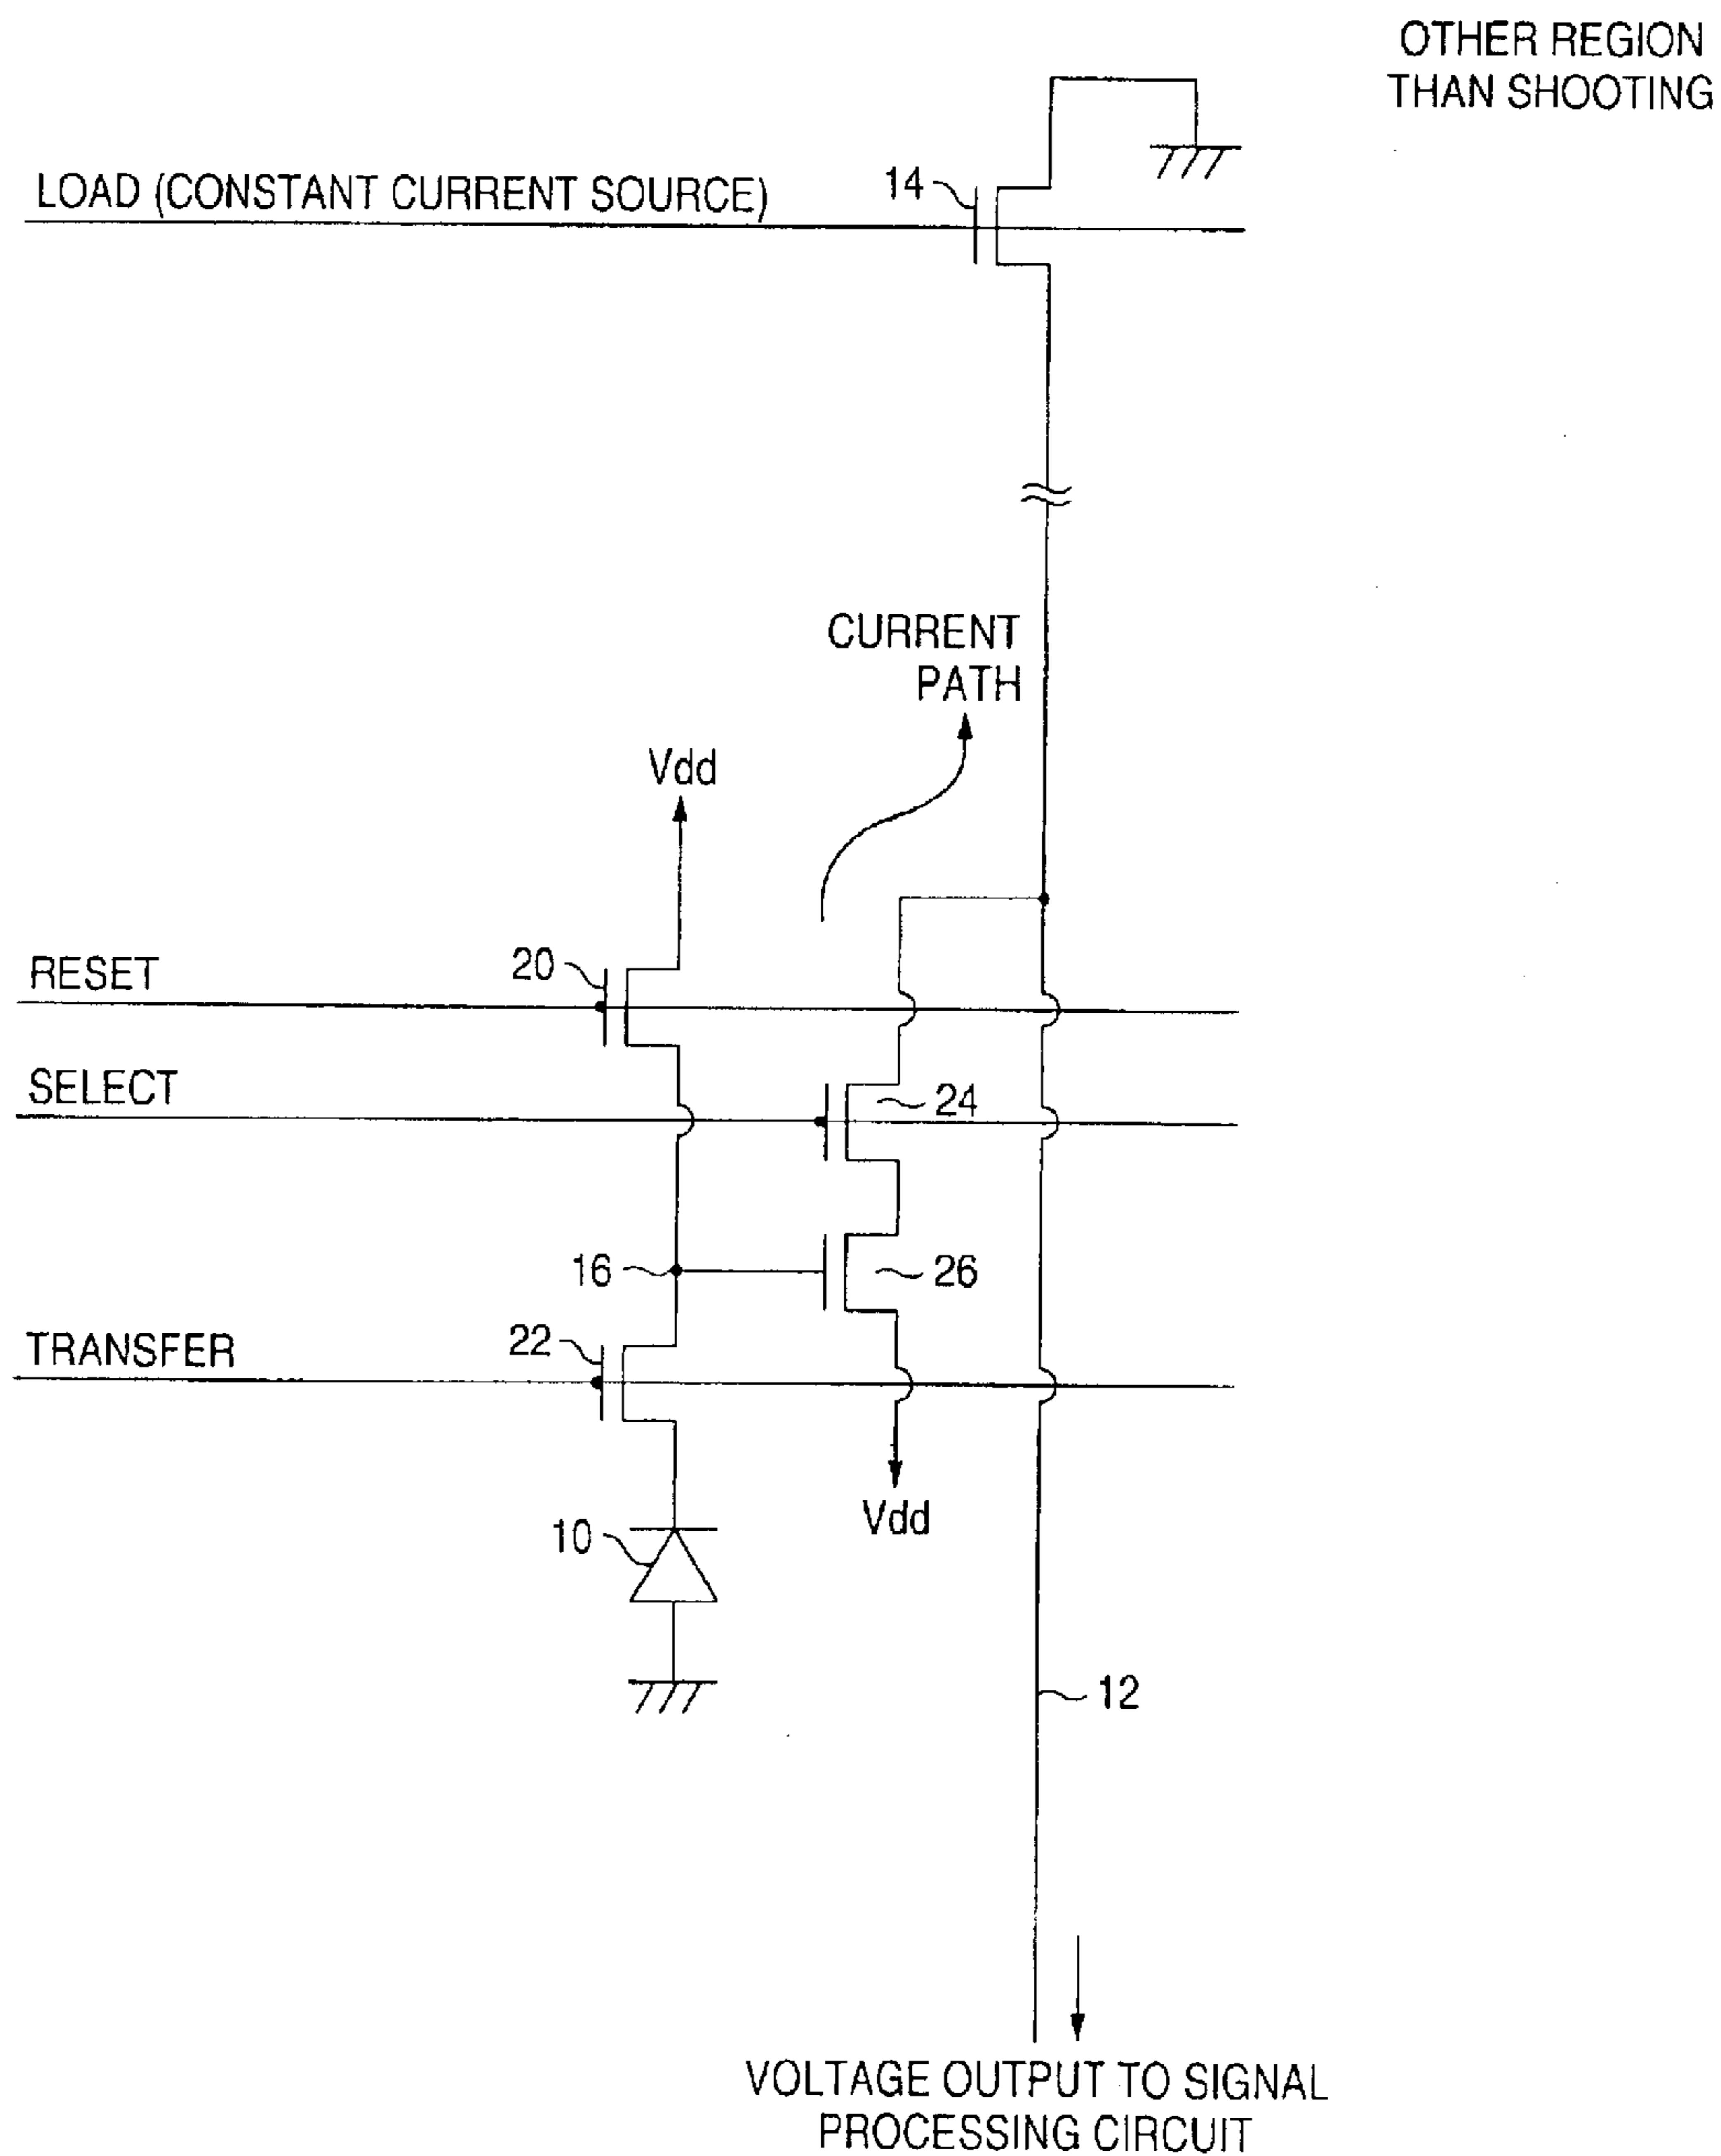 OTHER REGION
THAN SHOOTING
LOAD (CONSTANT CURRENT SOURCE)
14
CURRENT
PATH
Vdd
RESET
20
SELECT
24
16
26
TRANSFER
22
Vdd
10
12
VOLTAGE OUTPUT TO SIGNAL
PROCESSING CIRCUIT